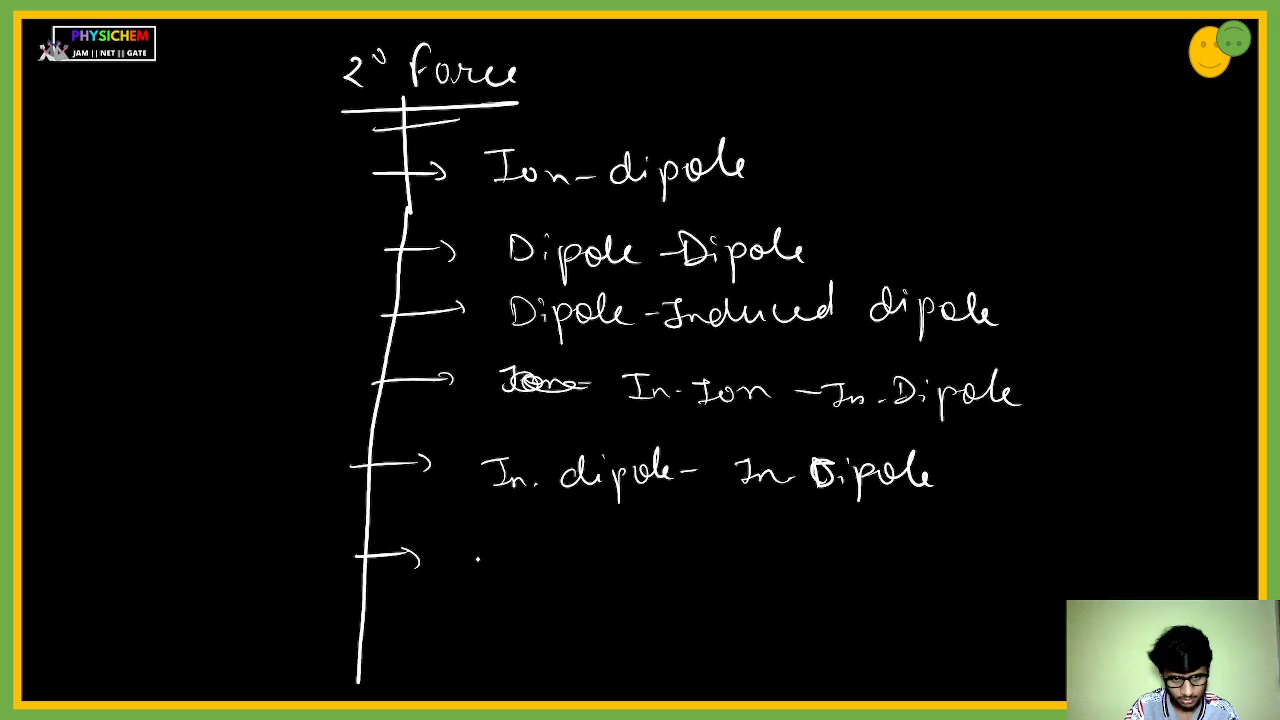 PHYSICHEM
JAM || NET || GATE
2° force
Ion-dipole
Dipole-Dipole
Dipole-Induced dipole
In. Ion - In. Dipole
In. dipole - In Dipole